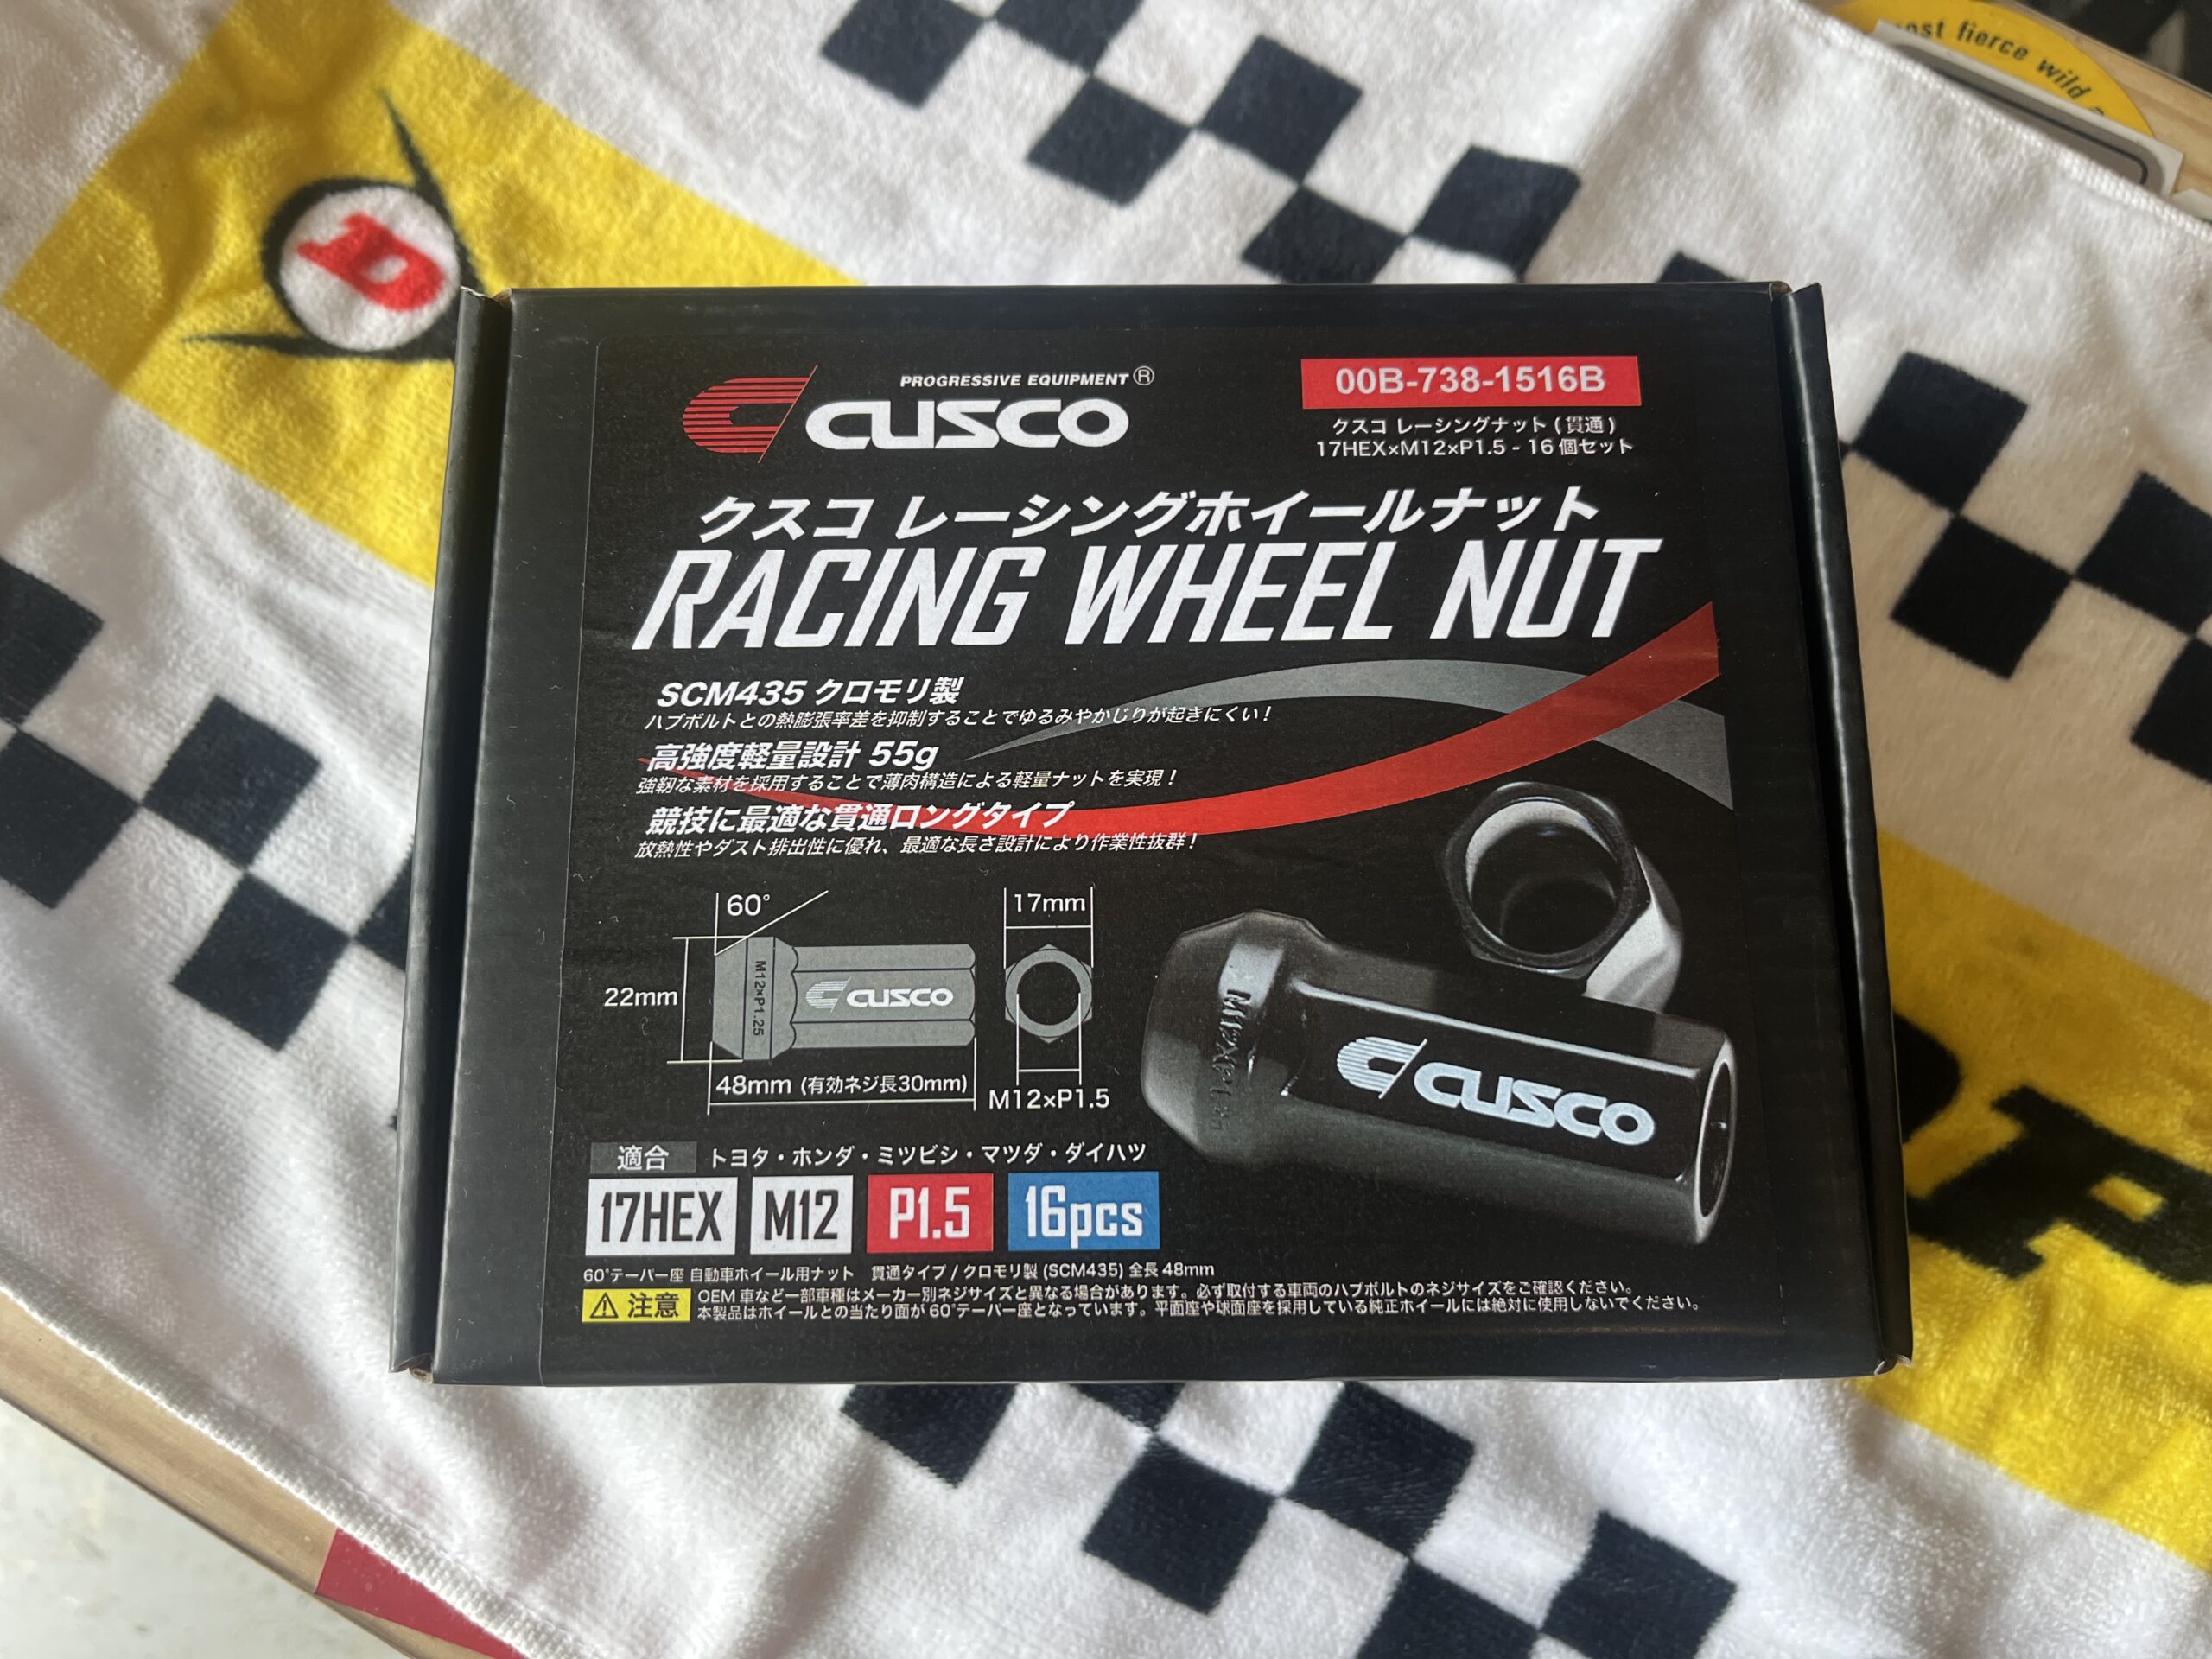 ost fierce wild
D
PROGRESSIVE EQUIPMENT®
CUSCO
00B-738-1516B
クスコ レーシングナット (貫通)
17HEX×M12×P1.5 - 16個セット
クスコ レーシングホイールナット
RACING WHEEL NUT
SCM435 クロモリ製
ハブボルトとの熱膨張率差を抑制することでゆるみやかじりが起きにくい!
高強度軽量設計 55g
強靭な素材を採用することで薄肉構造による軽量ナットを実現!
競技に最適な貫通ロングタイプ
放熱性やダスト排出性に優れ、最適な長さ設計により作業性抜群!
60°
17mm
22mm
M12×P1.25
CUSCO
48mm (有効ネジ長30mm)
M12×P1.5
CUSCO
適合 トヨタ・ホンダ・ミツビシ・マツダ・ダイハツ
17HEX M12 P1.5 16pcs
60°テーパー座 自動車ホイール用ナット 貫通タイプ / クロモリ製 (SCM435) 全長 48mm
注意 OEM 車など一部車種はメーカー別ネジサイズと異なる場合があります。必ず取付する車両のハブボルトのネジサイズをご確認ください。
本製品はホイールとの当たり面が 60°テーパー座となっています。平面座や球面座を採用している純正ホイールには絶対に使用しないでください。